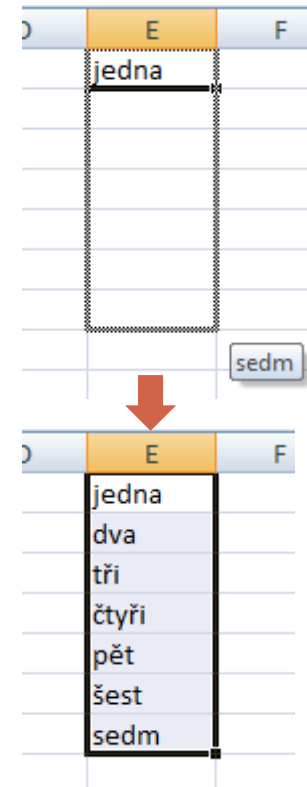 D E F
jedna
sedm
D E F
jedna
dva
tři
čtyři
pět
šest
sedm